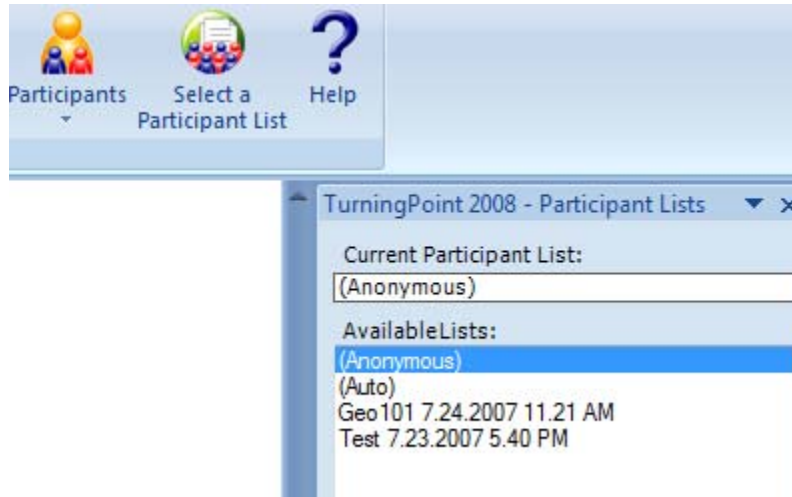 Participants
Select a
Participant List
Help
TurningPoint 2008 - Participant Lists
Current Participant List:
(Anonymous)
AvailableLists:
(Anonymous)
(Auto)
Geo101 7.24.2007 11.21 AM
Test 7.23.2007 5.40 PM